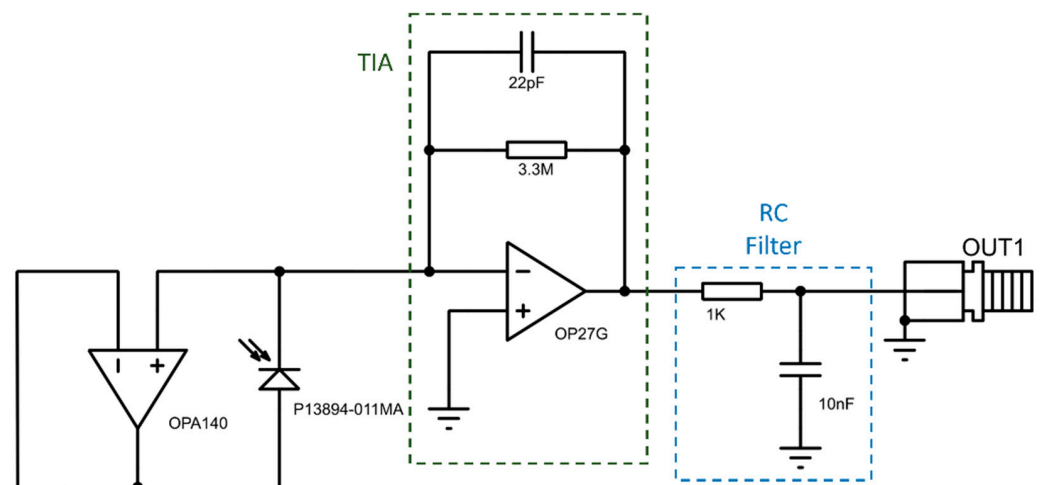 TIA
22pF
3.3M
RC
Filter
OUT1
−
+
OP27G
1K
− +
OPA140
P13894-011MA
10nF